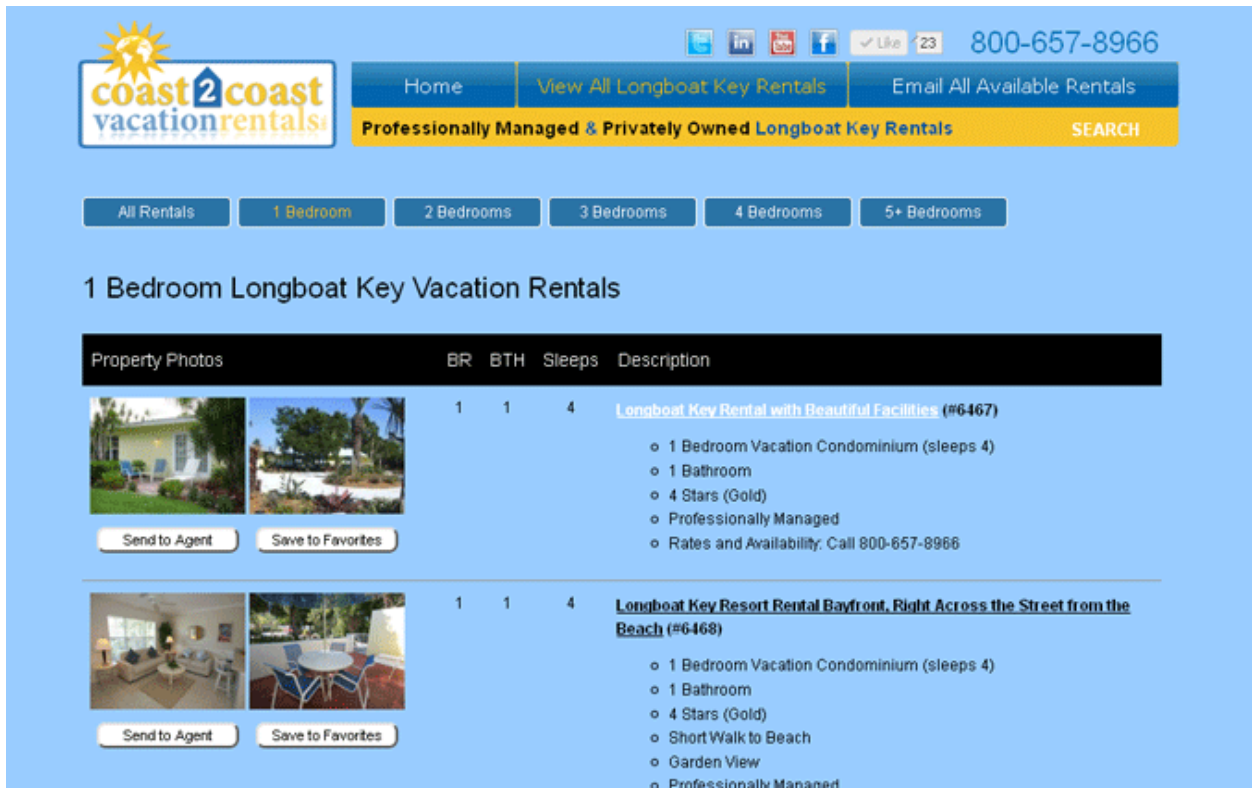 Like 23 800-657-8966
coast2coast
vacationrentals
Home View All Longboat Key Rentals Email All Available Rentals
Professionally Managed & Privately Owned Longboat Key Rentals SEARCH
All Rentals 1 Bedroom 2 Bedrooms 3 Bedrooms 4 Bedrooms 5+ Bedrooms
1 Bedroom Longboat Key Vacation Rentals
Property Photos BR BTH Sleeps Description
1 1 4 Longboat Key Rental with Beautiful Facilities (#6467)
1 Bedroom Vacation Condominium (sleeps 4)
1 Bathroom
4 Stars (Gold)
Professionally Managed
Rates and Availability: Call 800-657-8966
Send to Agent Save to Favorites
1 1 4 Longboat Key Resort Rental Bayfront, Right Across the Street from the
Beach (#6468)
1 Bedroom Vacation Condominium (sleeps 4)
1 Bathroom
4 Stars (Gold)
Short Walk to Beach
Garden View
Professionally Managed
Send to Agent Save to Favorites